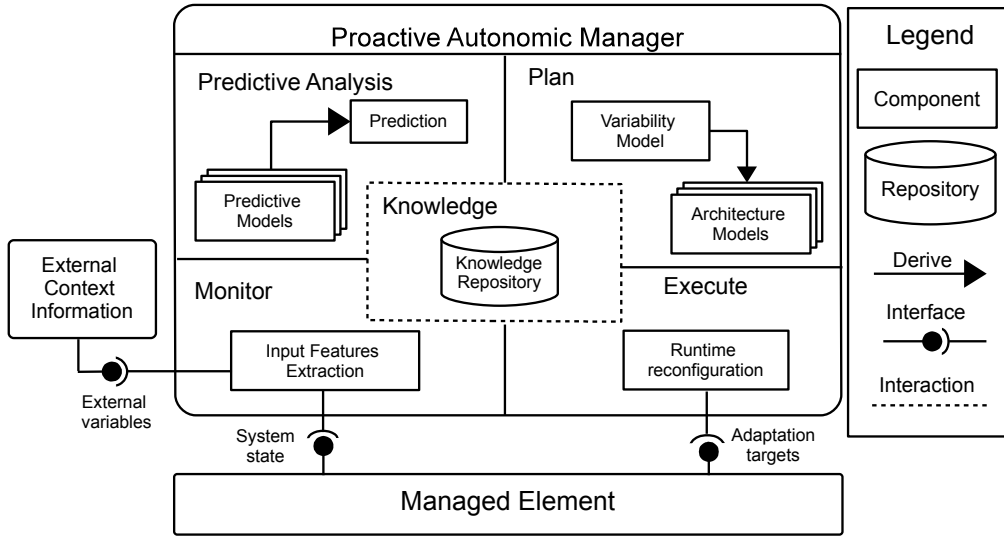 Proactive Autonomic Manager
Predictive Analysis
Prediction
Predictive
Models
Plan
Variability
Model
Architecture
Models
Knowledge
Knowledge
Repository
External
Context
Information
Monitor
Input Features
Extraction
Execute
Runtime
reconfiguration
External
variables
System
state
Adaptation
targets
Managed Element
Legend
Component
Repository
Derive
Interface
Interaction